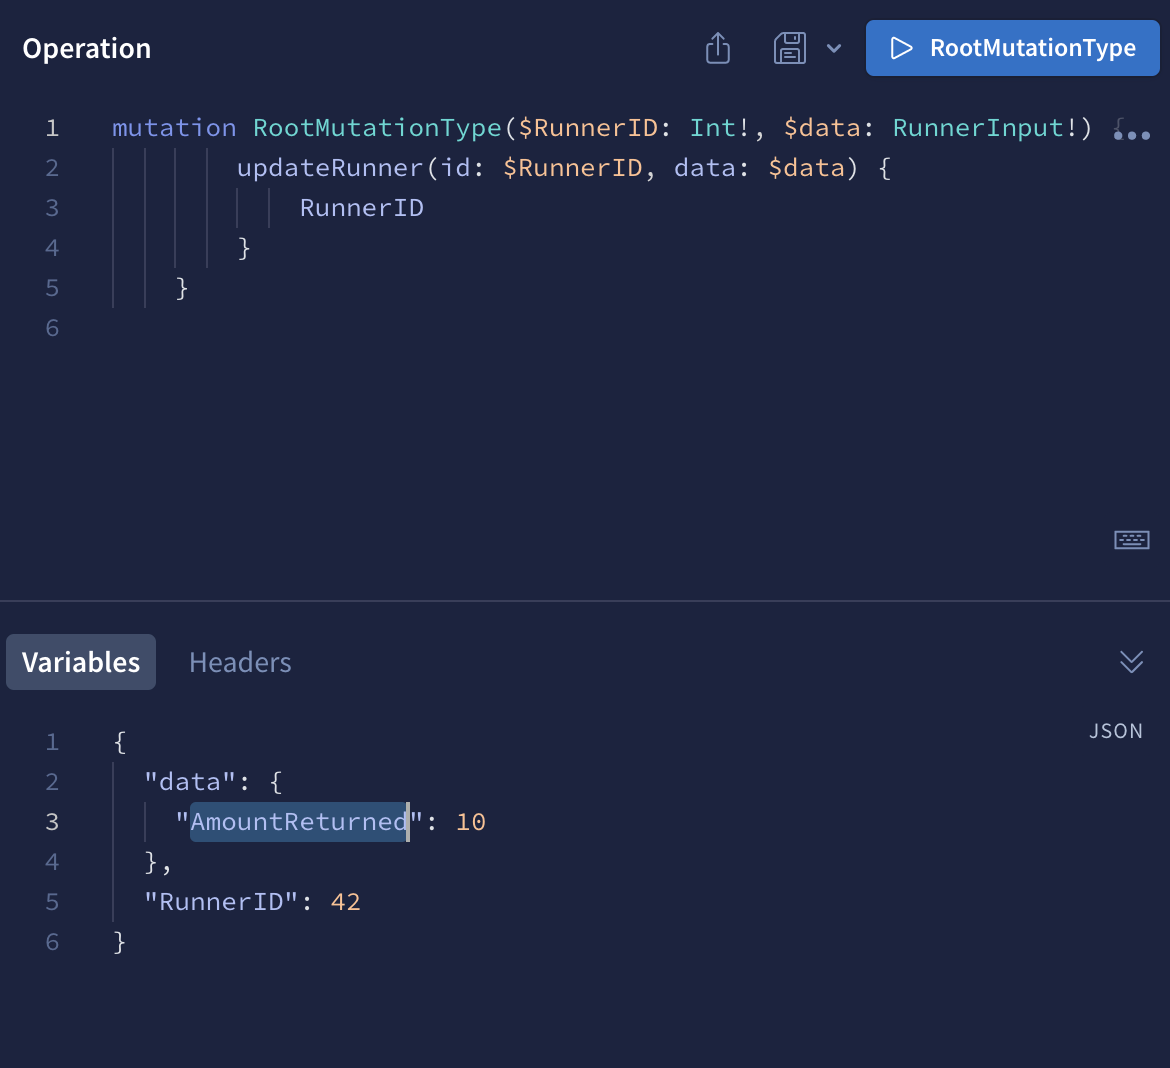 Operation
RootMutationType
1 mutation RootMutationType($RunnerID: Int!, $data: RunnerInput!) {
2 updateRunner(id: $RunnerID, data: $data) {
3 RunnerID
4 }
5 }
6
Variables Headers
JSON
1 {
2 "data": {
3 "AmountReturned": 10
4 },
5 "RunnerID": 42
6 }